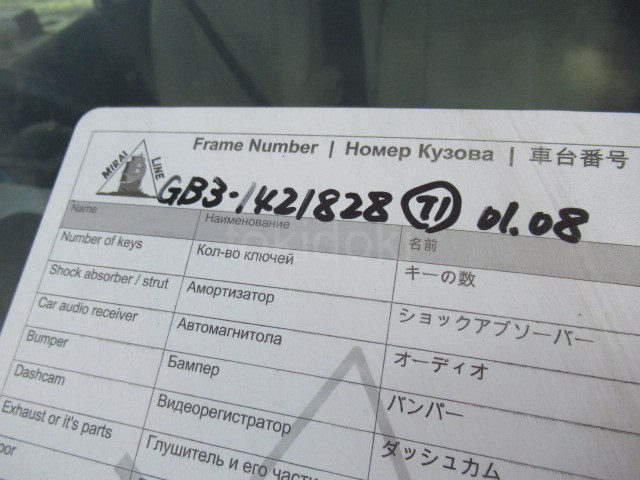 Frame Number | Номер Кузова | 車台番号
MIRAI LINE
GB3-1421828 T1 01.08
Name Наименование 名前
Number of keys Кол-во ключей キーの数
Shock absorber / strut Амортизатор ショックアブソーバー
Car audio receiver Автомагнитола オーディオ
Bumper Бампер バンパー
Dashcam Видеорегистратор ダッシュカム
Exhaust or it's parts Глушитель и его части
tokidoki